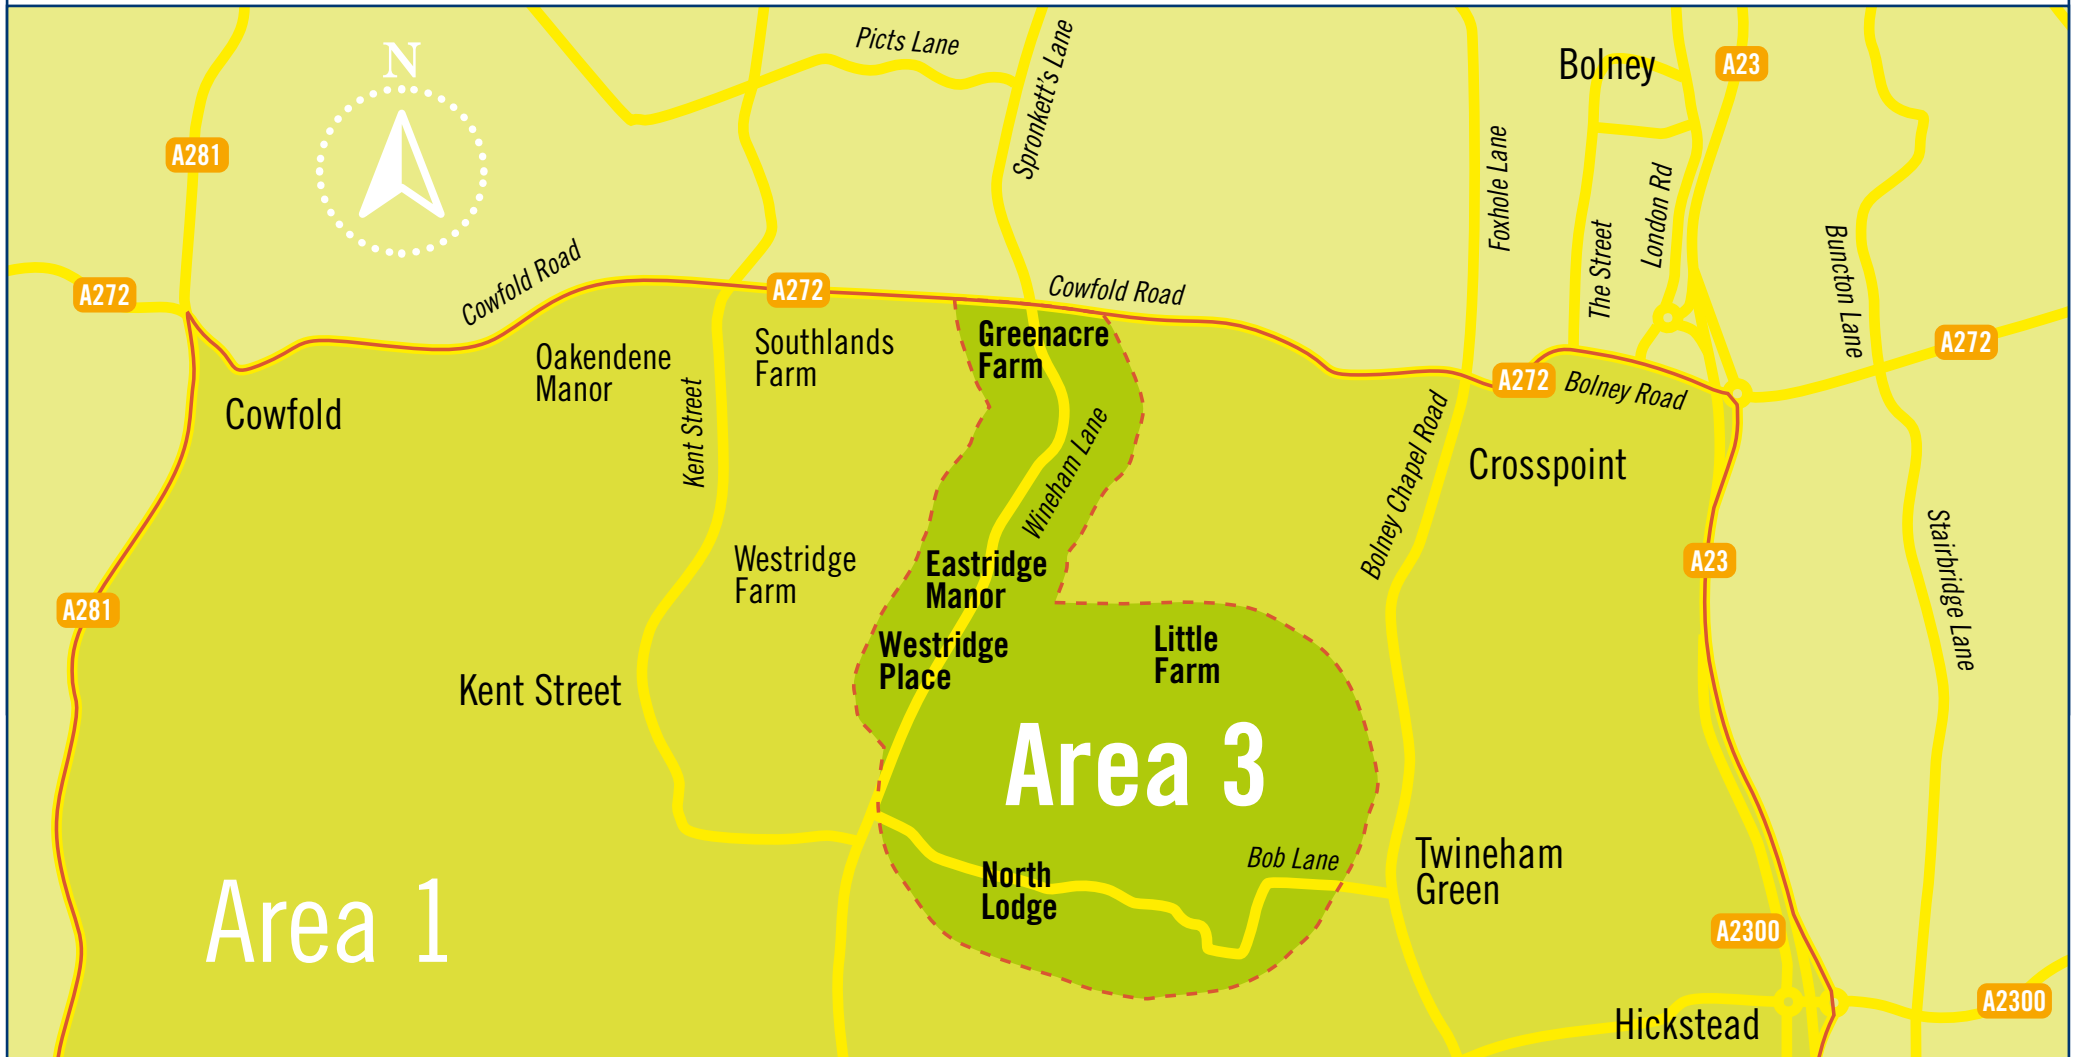 N
Picts Lane
Spronkett's Lane
Bolney
A23
A281
Foxhole Lane
London Rd
The Street
Buncton Lane
A272
Cowfold Road
A272
Cowfold Road
A272
Greenacre
Farm
Southlands
Farm
Oakendene
Manor
Kent Street
Cowfold
A272
Bolney Road
Bolney Chapel Road
Crosspoint
Wineham Lane
Stairbridge Lane
A23
Westridge
Farm
Eastridge
Manor
A281
Westridge
Place
Little
Farm
Kent Street
Area 3
Bob Lane
Twineham
Green
North
Lodge
Area 1
A2300
A2300
Hickstead